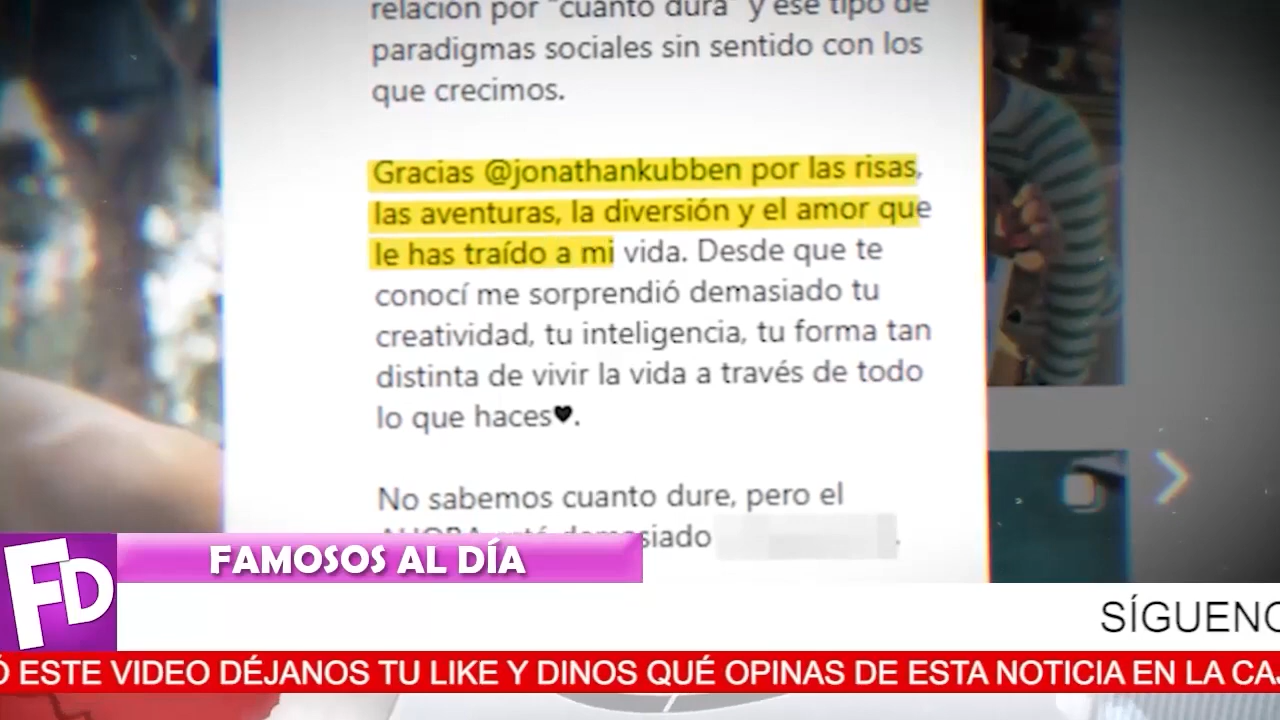 relación por "cuanto dura" y ese tipo de
paradigmas sociales sin sentido con los
que crecimos.
Gracias @jonathankubben por las risas,
las aventuras, la diversión y el amor que
le has traído a mi vida. Desde que te
conocí me sorprendió demasiado tu
creatividad, tu inteligencia, tu forma tan
distinta de vivir la vida a través de todo
lo que haces♥.
No sabemos cuanto dure, pero el
AHORA está demasiado .
FD
FAMOSOS AL DÍA
SÍGUENO
Ó ESTE VIDEO DÉJANOS TU LIKE Y DINOS QUÉ OPINAS DE ESTA NOTICIA EN LA CAJ